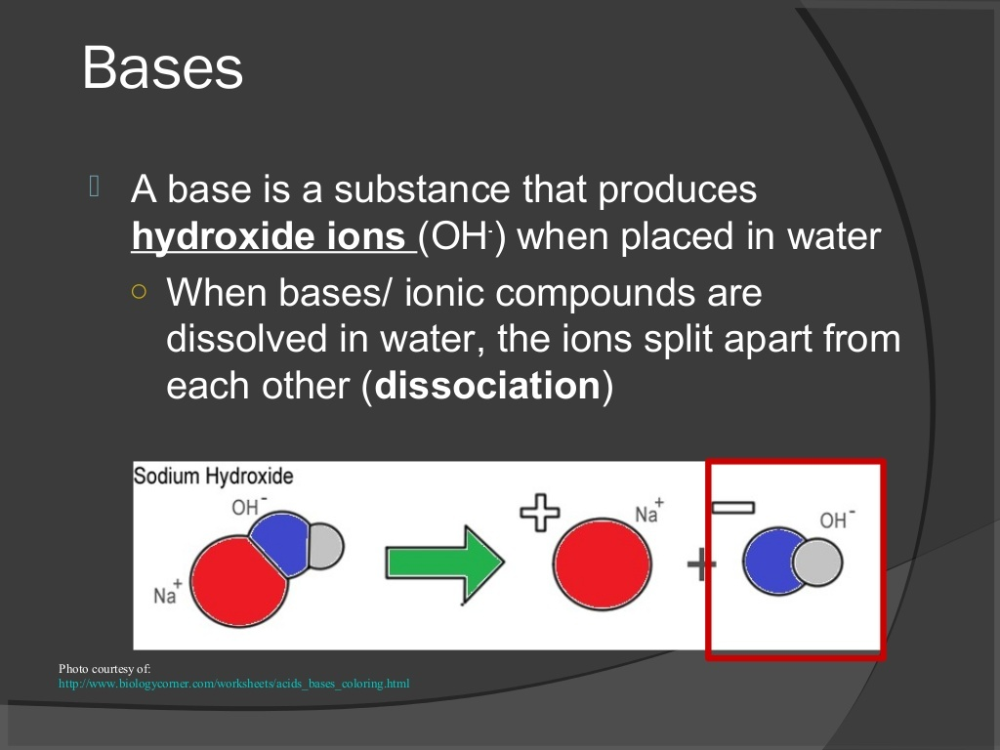 Bases
A base is a substance that produces
hydroxide ions (OH-) when placed in water
When bases/ ionic compounds are
dissolved in water, the ions split apart from
each other (dissociation)
Sodium Hydroxide
OH-
Na+
+
Na+
+
-
OH-
Photo courtesy of:
http://www.biologycorner.com/worksheets/acids_bases_coloring.html